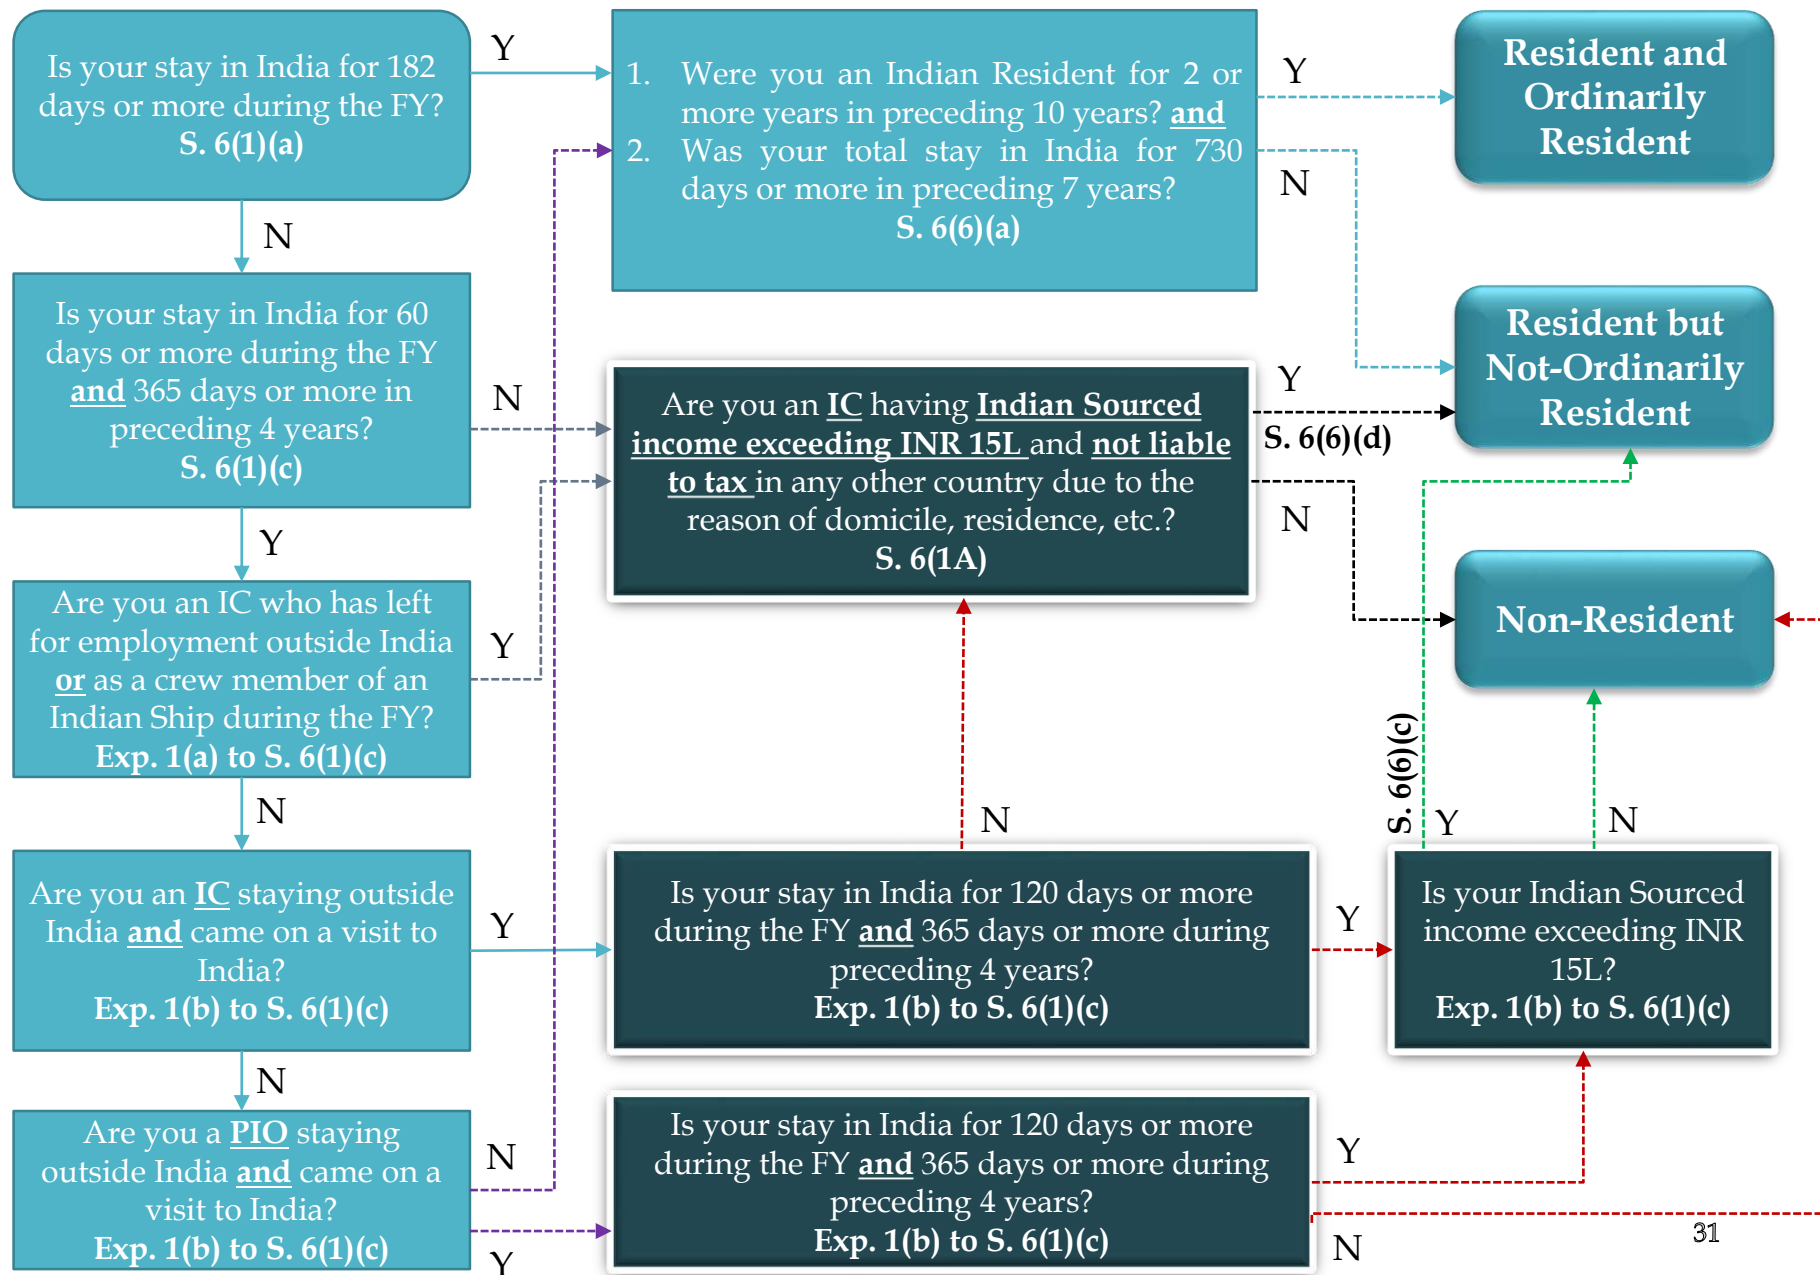 Is your stay in India for 182
days or more during the FY?
S. 6(1)(a)
Y
1. Were you an Indian Resident for 2 or
more years in preceding 10 years? and
2. Was your total stay in India for 730
days or more in preceding 7 years?
S. 6(6)(a)
Y
N
Resident and
Ordinarily
Resident
N
Is your stay in India for 60
days or more during the FY
and 365 days or more in
preceding 4 years?
S. 6(1)(c)
N
Are you an IC having Indian Sourced
income exceeding INR 15L and not liable
to tax in any other country due to the
reason of domicile, residence, etc.?
S. 6(1A)
Y
S. 6(6)(d)
N
Resident but
Not-Ordinarily
Resident
Y
Are you an IC who has left
for employment outside India
or as a crew member of an
Indian Ship during the FY?
Exp. 1(a) to S. 6(1)(c)
Y
Non-Resident
N
N
S. 6(6)(c)
Y
N
Are you an IC staying outside
India and came on a visit to
India?
Exp. 1(b) to S. 6(1)(c)
Y
Is your stay in India for 120 days or more
during the FY and 365 days or more during
preceding 4 years?
Exp. 1(b) to S. 6(1)(c)
Y
Is your Indian Sourced
income exceeding INR
15L?
Exp. 1(b) to S. 6(1)(c)
N
Are you a PIO staying
outside India and came on a
visit to India?
Exp. 1(b) to S. 6(1)(c)
N
Y
Is your stay in India for 120 days or more
during the FY and 365 days or more during
preceding 4 years?
Exp. 1(b) to S. 6(1)(c)
Y
N
31